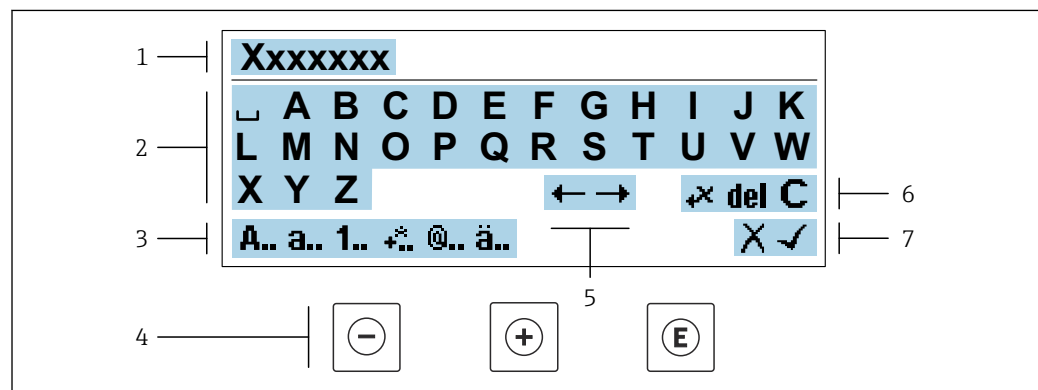 1
Xxxxxxx
2
␣ A B C D E F G H I J K
L M N O P Q R S T U V W
X Y Z ← → ↚x del C
6
3
A.. a.. 1.. +*.. @.. ä..
X ✓
7
5
4
− + E